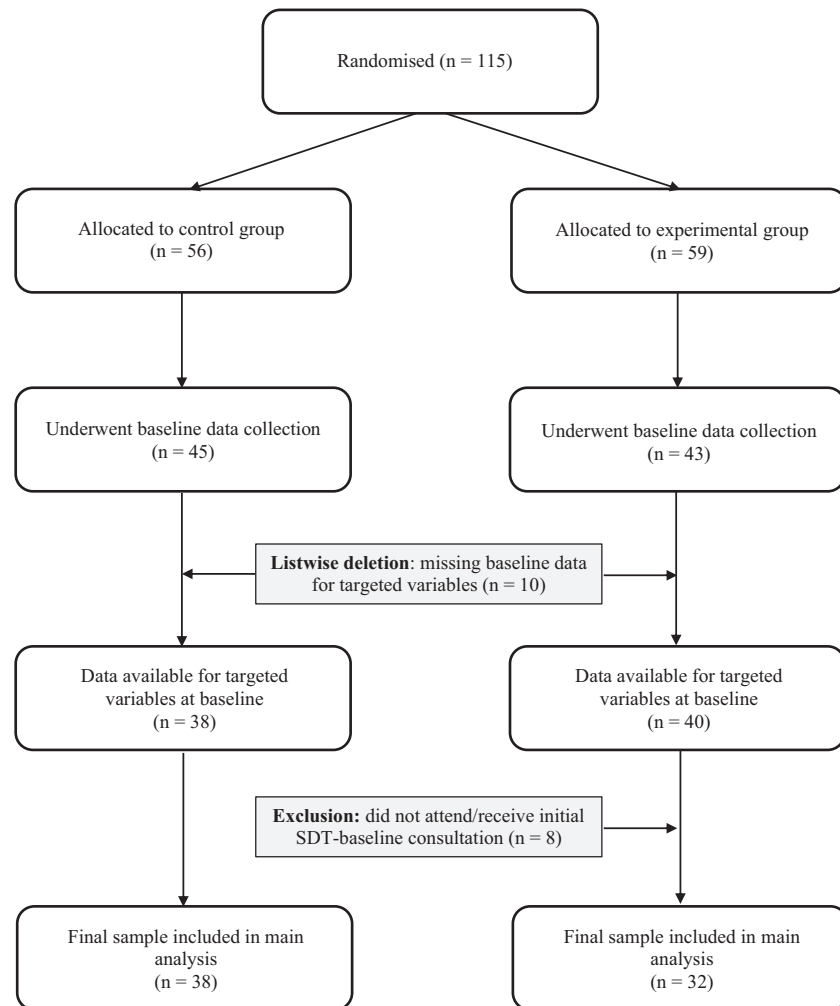 Randomised (n = 115)
Allocated to control group
(n = 56)
Allocated to experimental group
(n = 59)
Underwent baseline data collection
(n = 45)
Underwent baseline data collection
(n = 43)
Listwise deletion: missing baseline data
for targeted variables (n = 10)
Data available for targeted
variables at baseline
(n = 38)
Data available for targeted
variables at baseline
(n = 40)
Exclusion: did not attend/receive initial
SDT-baseline consultation (n = 8)
Final sample included in main
analysis
(n = 38)
Final sample included in main
analysis
(n = 32)